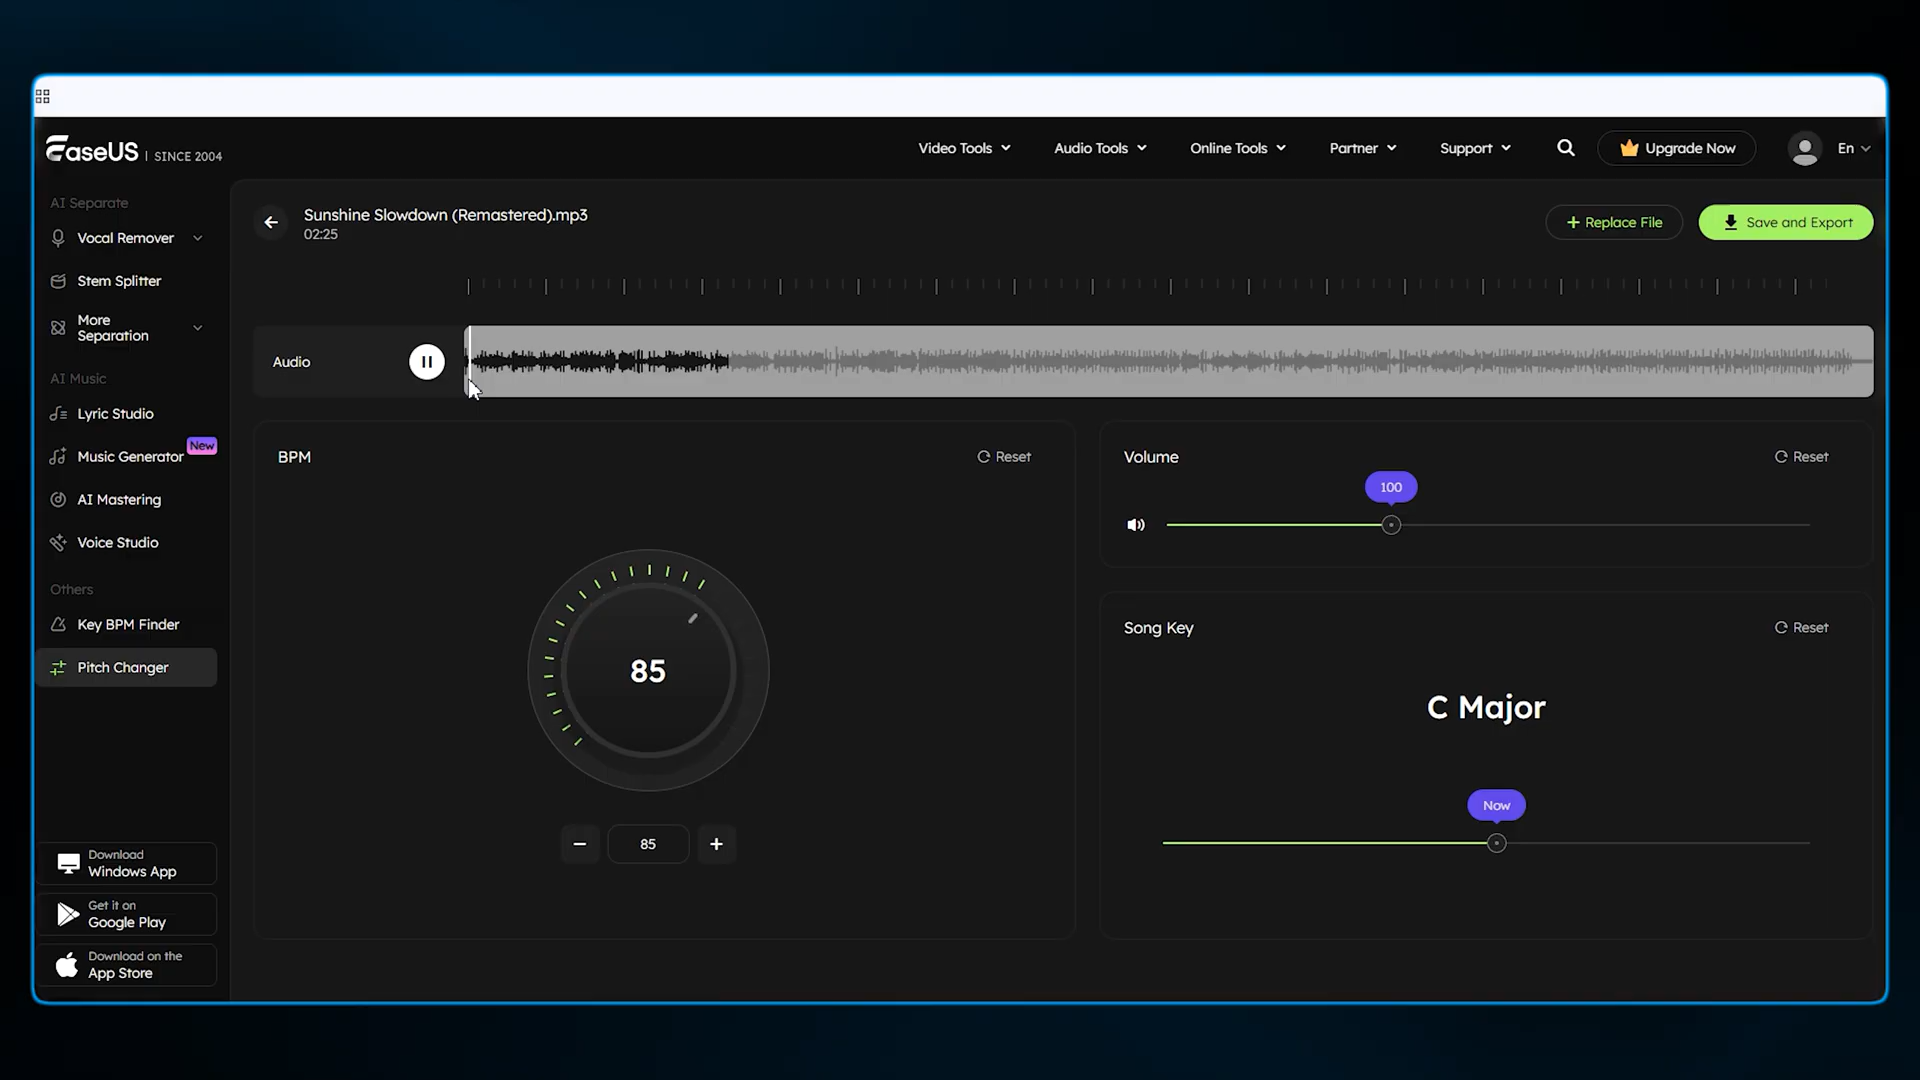 EaseUS | SINCE 2004
Video Tools
Audio Tools
Online Tools
Partner
Support
Upgrade Now
En
AI Separate
Vocal Remover
Stem Splitter
More
Separation
AI Music
Lyric Studio
Music Generator
New
AI Mastering
Voice Studio
Others
Key BPM Finder
Pitch Changer
Download
Windows App
Get it on
Google Play
Download on the
App Store
Sunshine Slowdown (Remastered).mp3
02:25
+ Replace File
Save and Export
Audio
BPM
Reset
85
− 85 +
Volume
Reset
100
Song Key
Reset
C Major
Now